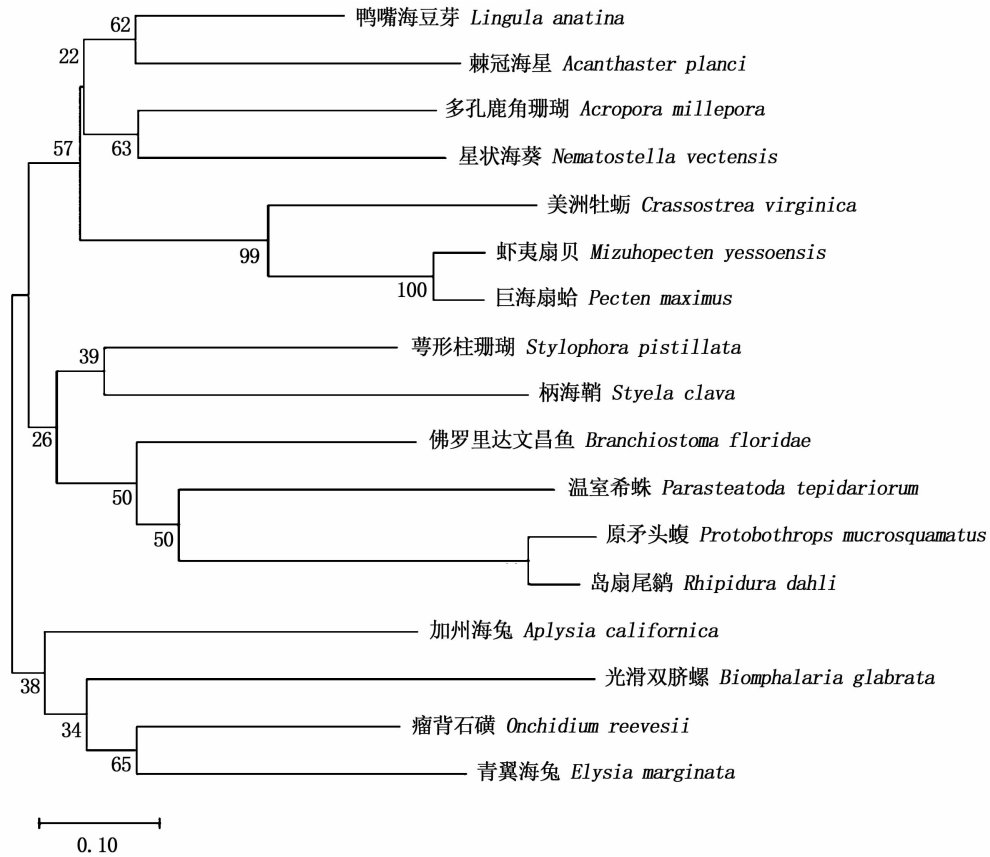 62
鸭嘴海豆芽 Lingula anatina
22
棘冠海星 Acanthaster planci
多孔鹿角珊瑚 Acropora millepora
57
63
星状海葵 Nematostella vectensis
美洲牡蛎 Crassostrea virginica
99
虾夷扇贝 Mizuhopecten yessoensis
100
巨海扇蛤 Pecten maximus
39
萼形柱珊瑚 Stylophora pistillata
柄海鞘 Styela clava
26
佛罗里达文昌鱼 Branchiostoma floridae
50
温室希蛛 Parasteatoda tepidariorum
50
原矛头蝮 Protobothrops mucrosquamatus
岛扇尾鹟 Rhipidura dahli
加州海兔 Aplysia californica
38
光滑双脐螺 Biomphalaria glabrata
34
瘤背石磺 Onchidium reevesii
65
青翼海兔 Elysia marginata
0.10